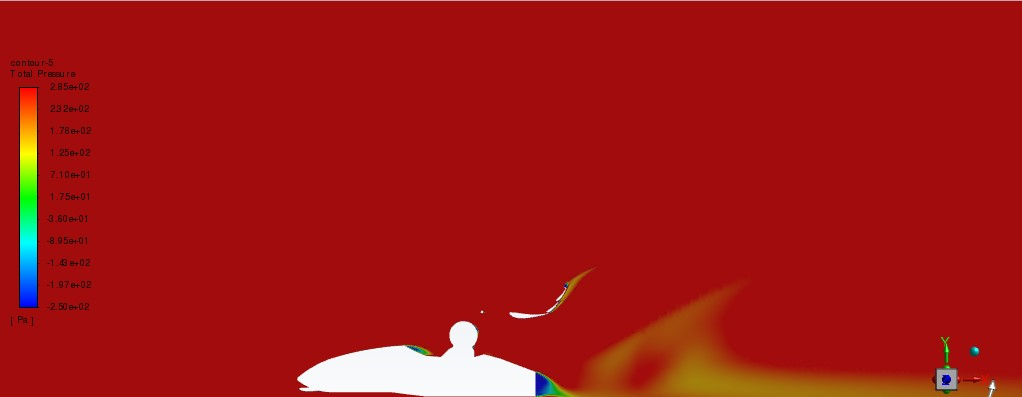 contour-5
Total Pressure
2.85e+02
2.32e+02
1.78e+02
1.25e+02
7.10e+01
1.75e+01
-3.60e+01
-8.95e+01
-1.43e+02
-1.97e+02
-2.50e+02
[ Pa ]
Y